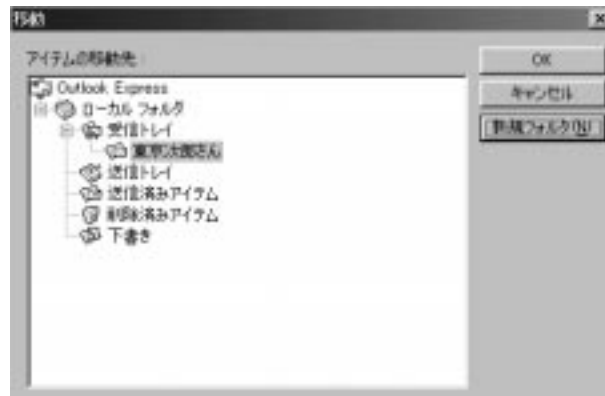 移動
アイテムの移動先:
Outlook Express
ローカル フォルダ
受信トレイ
東京太郎さん
送信トレイ
送信済みアイテム
削除済みアイテム
下書き
OK
キャンセル
新規フォルダ(N)